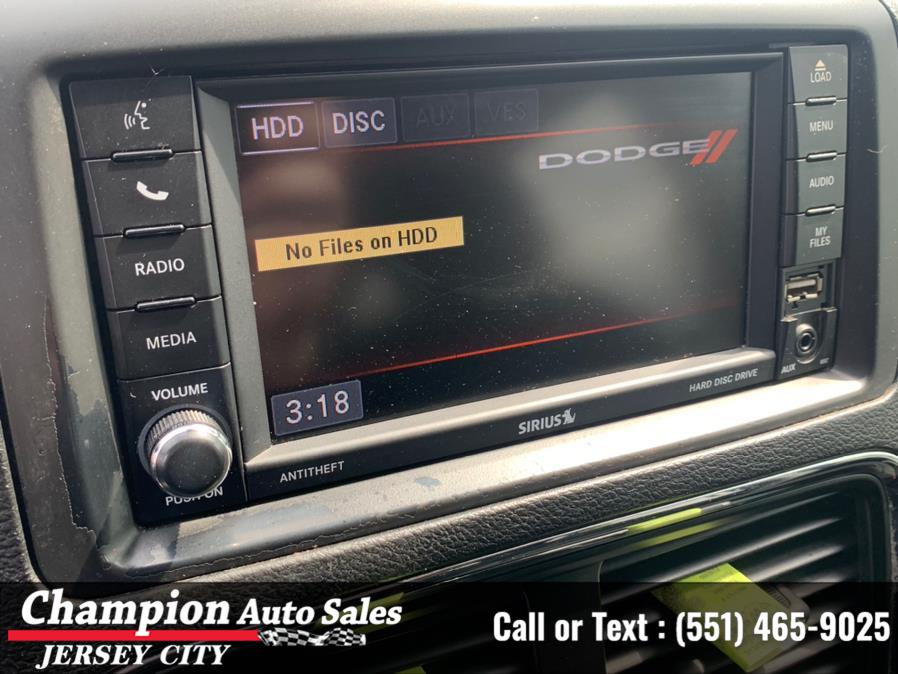 LOAD
HDD DISC AUX VES
MENU
DODGE
AUDIO
No Files on HDD
MY
FILES
RADIO
MEDIA
VOLUME
PUSH ON
3:18
AUX
HARD DISC DRIVE
SIRIUS
ANTITHEFT
Champion Auto Sales
JERSEY CITY
Call or Text : (551) 465-9025